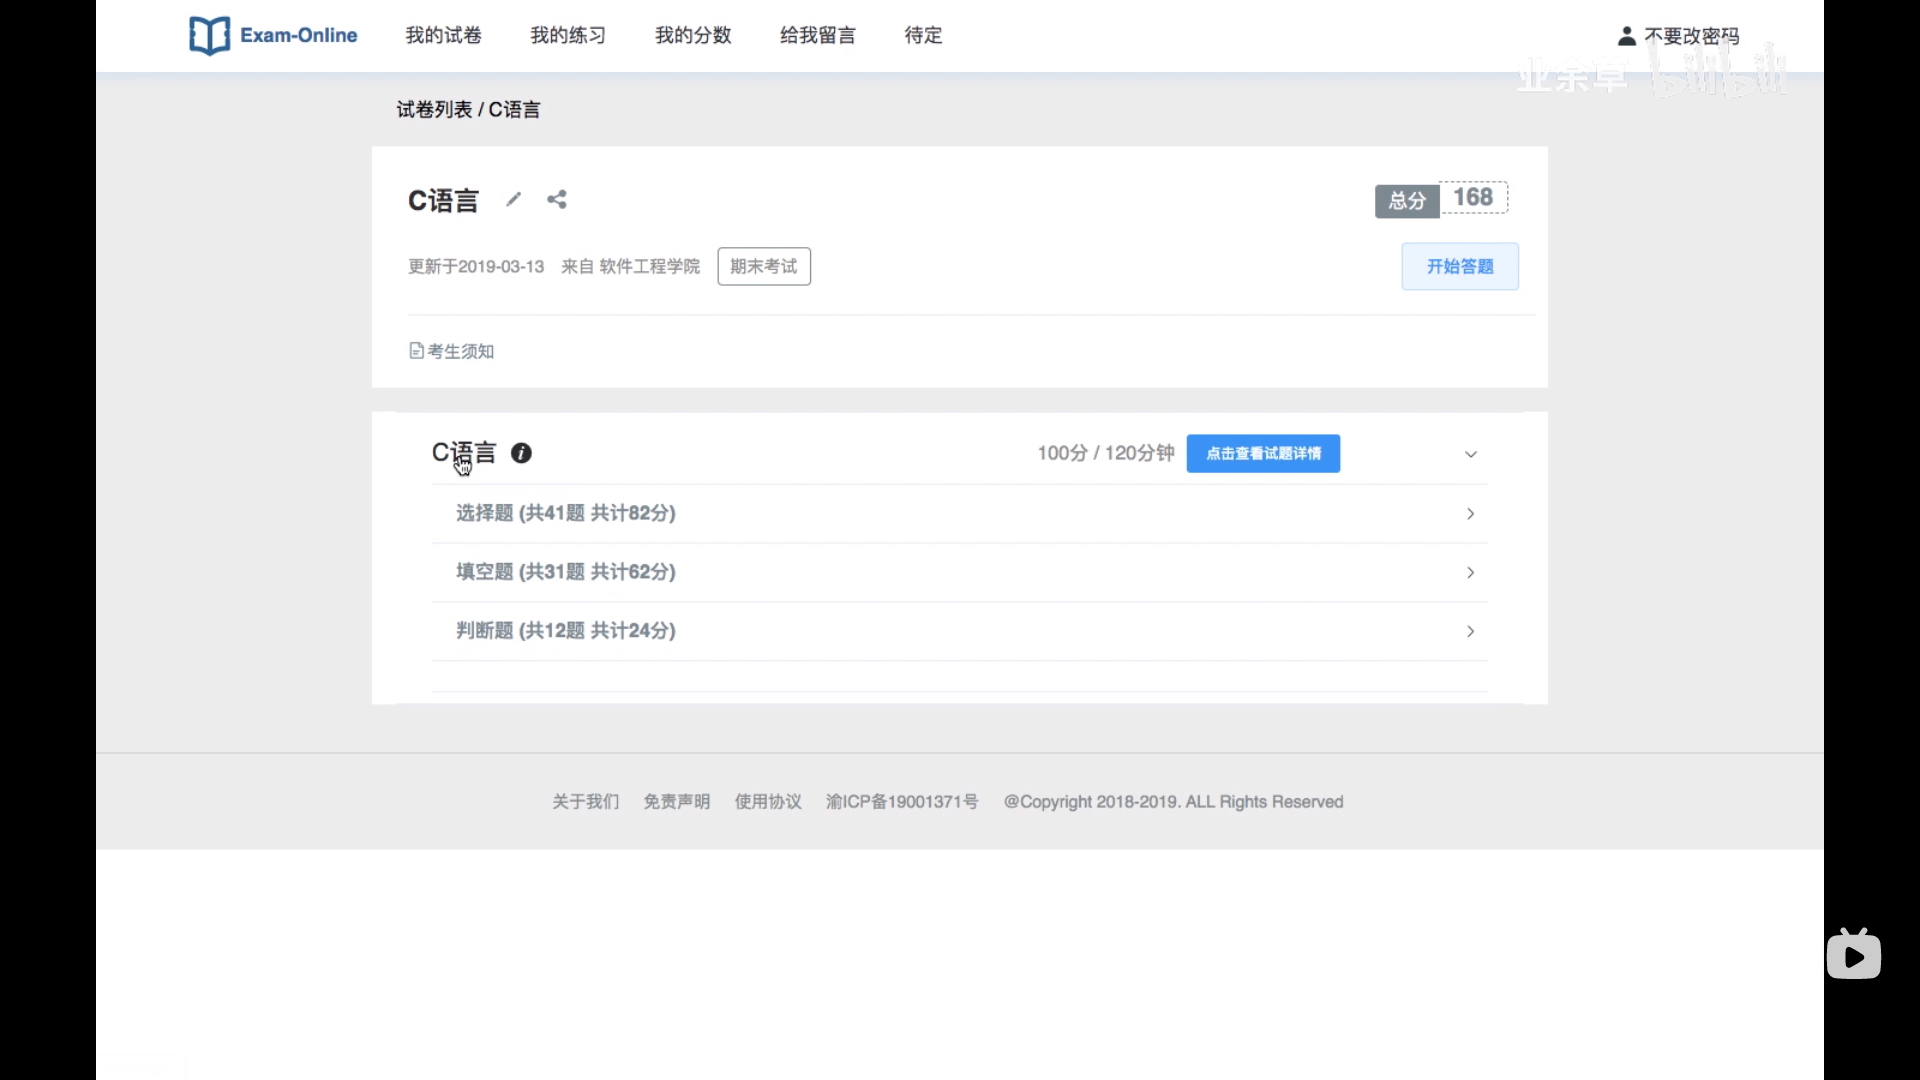 Exam-Online 我的试卷 我的练习 我的分数 给我留言 待定 不要改密码
业余草 bilibili
试卷列表 / C语言
C语言 总分 168
更新于2019-03-13 来自 软件工程学院 期末考试 开始答题
考生须知
C语言 100分 / 120分钟 点击查看试题详情
选择题 (共41题 共计82分)
填空题 (共31题 共计62分)
判断题 (共12题 共计24分)
关于我们 免责声明 使用协议 渝ICP备19001371号 @Copyright 2018-2019. ALL Rights Reserved